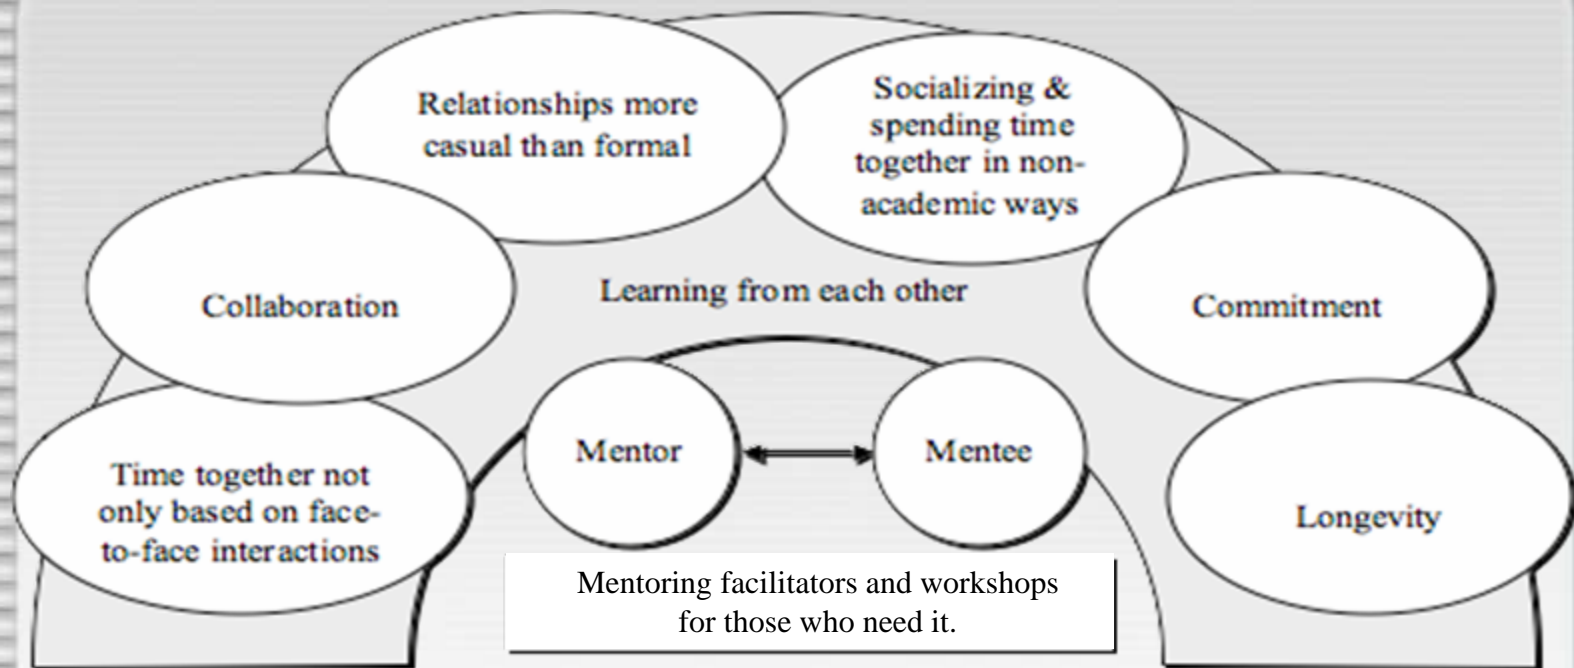 Relationships more
casual than formal
Socializing &
spending time
together in non-
academic ways
Collaboration
Learning from each other
Commitment
Time together not
only based on face-
to-face interactions
Mentor
Mentee
Longevity
Mentoring facilitators and workshops
for those who need it.